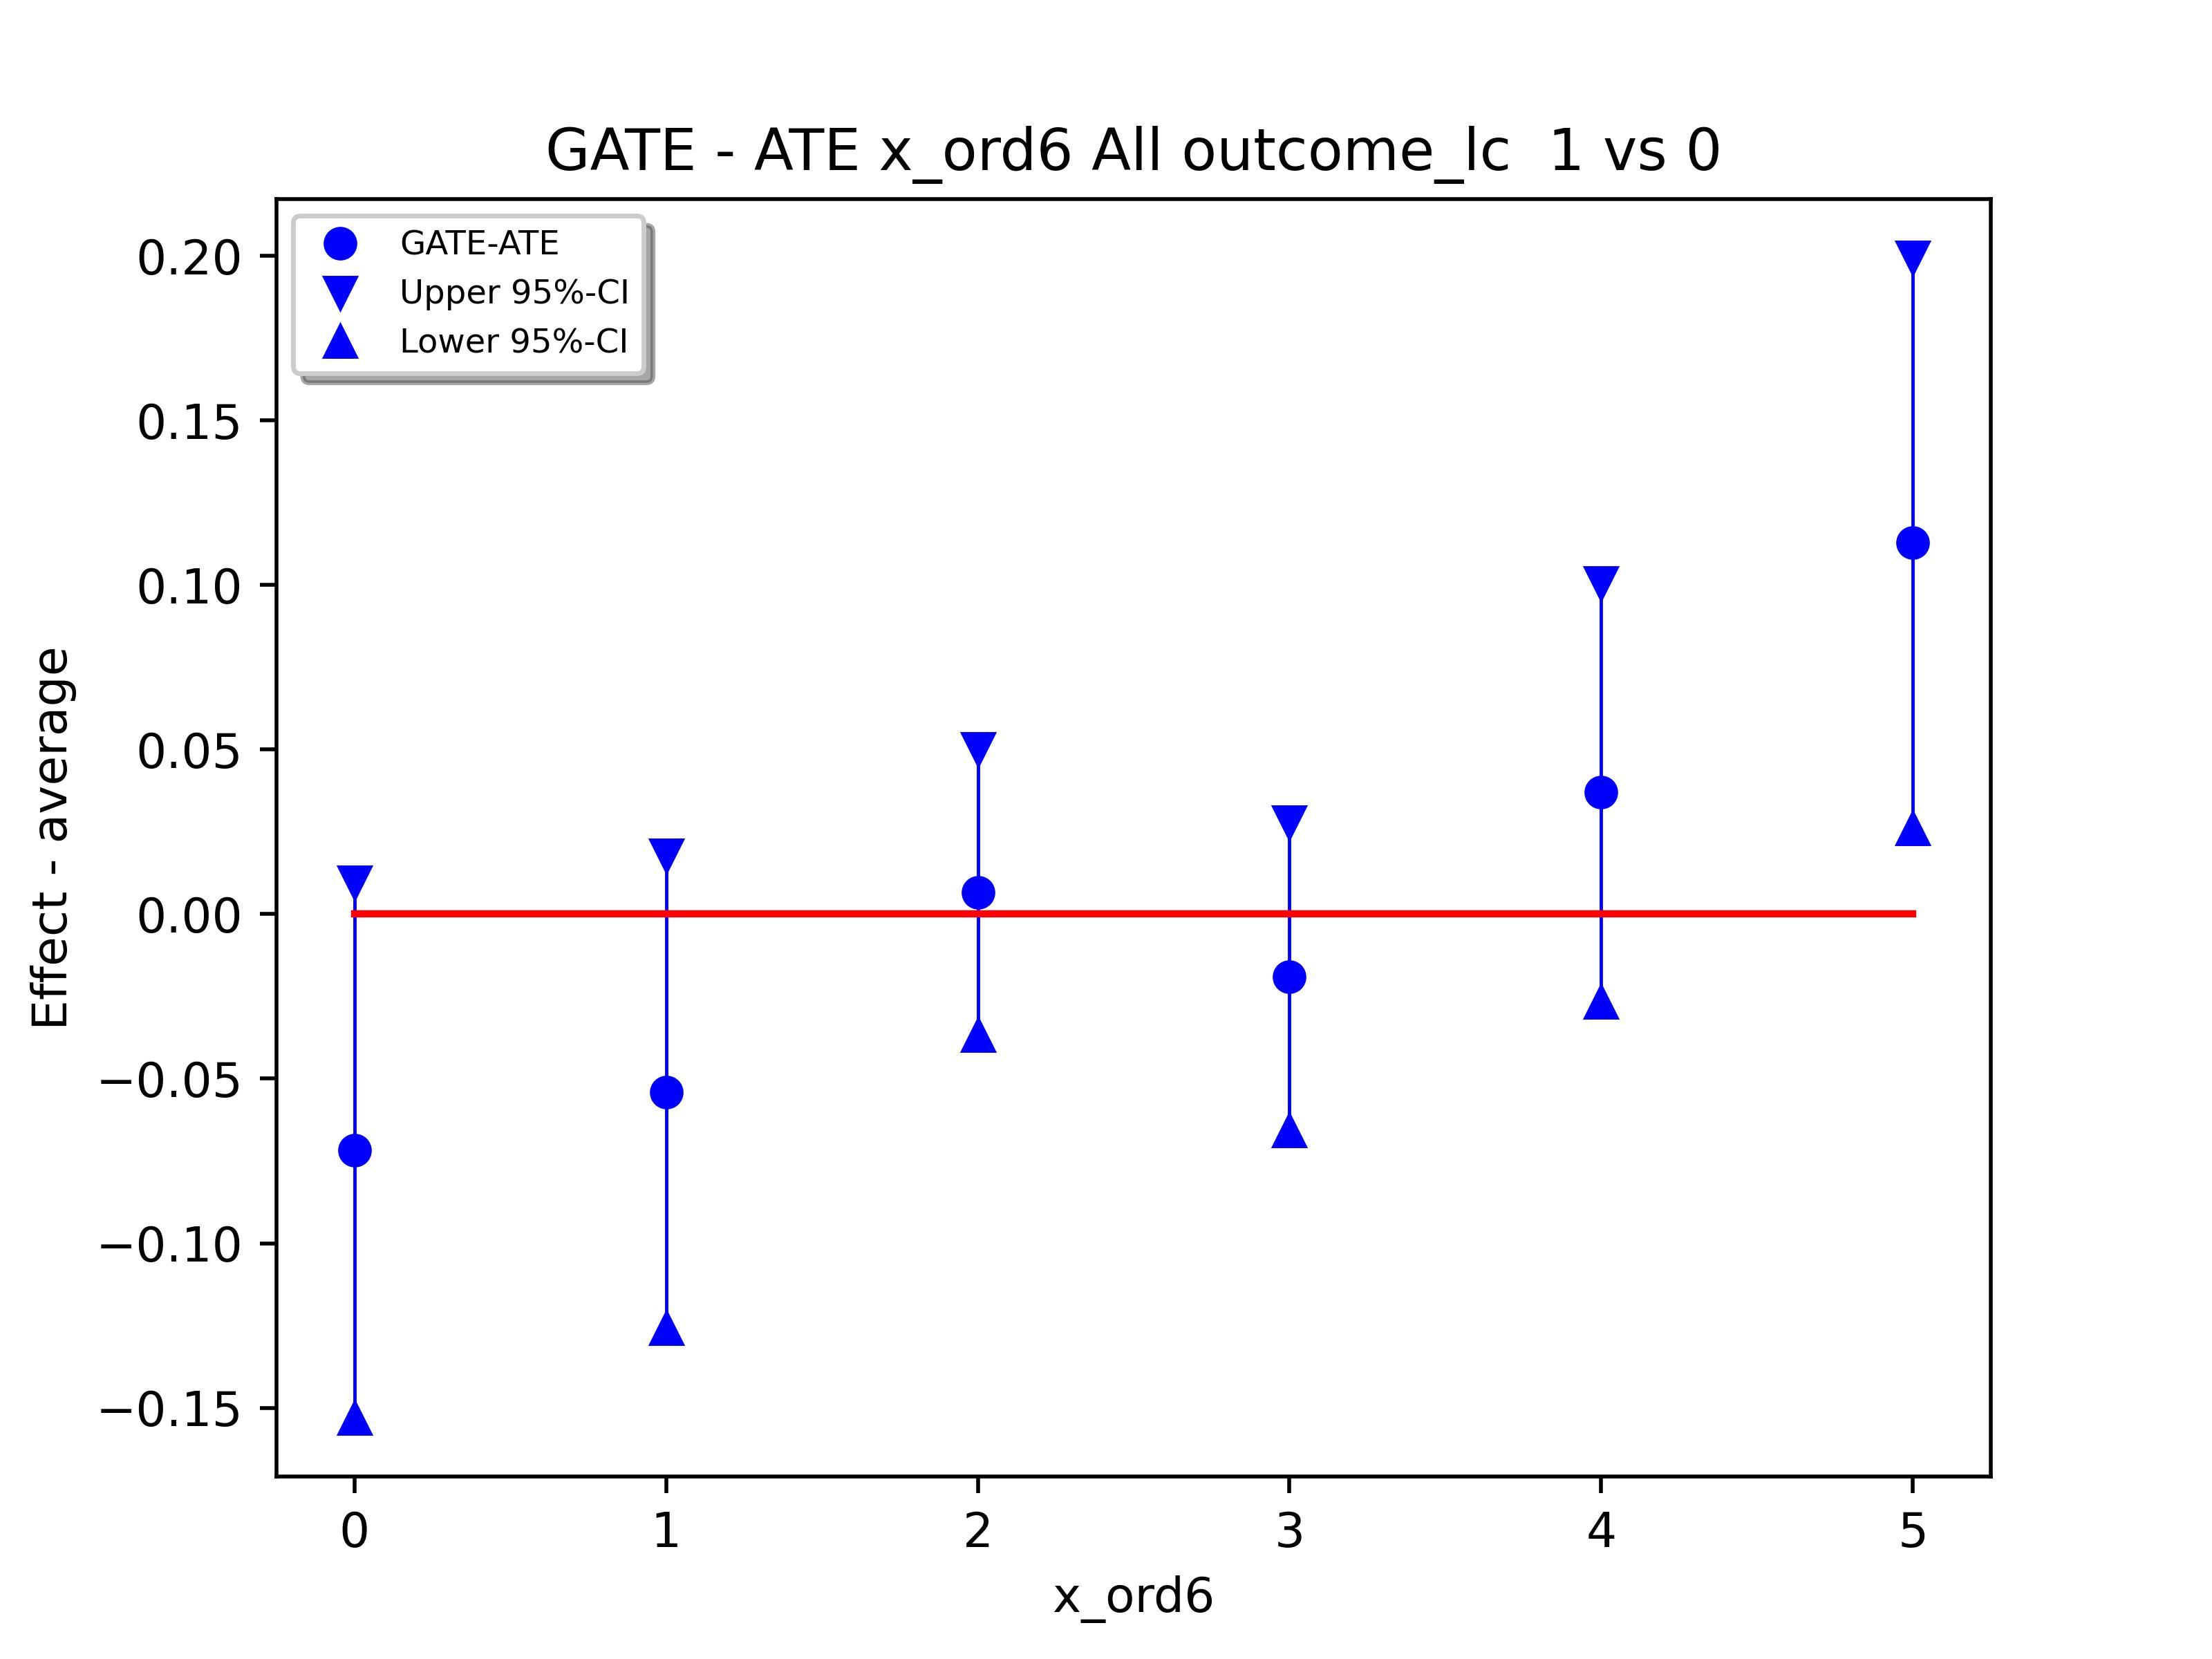 GATE - ATE x_ord6 All outcome_lc  1 vs 0
GATE-ATE
Upper 95%-CI
Lower 95%-CI
0.20
0.15
0.10
0.05
0.00
−0.05
−0.10
−0.15
Effect - average
0 1 2 3 4 5
x_ord6